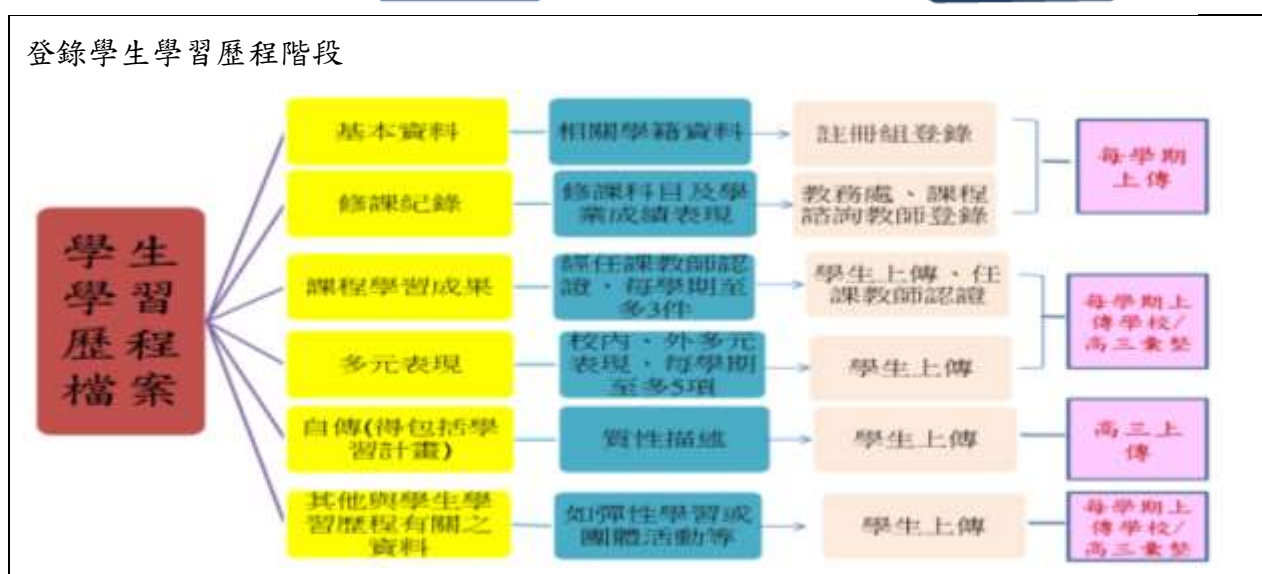 登錄學生學習歷程階段
學生
學習
歷程
檔案
基本資料
相關學籍資料
註冊組登錄
每學期
上傳
修課紀錄
修課科目及學
業成績表現
教務處、課程
諮詢教師登錄
課程學習成果
經任課教師認
證，每學期至
多3件
學生上傳、任
課教師認證
每學期上
傳學校/
高三彙整
多元表現
校內、外多元
表現，每學期
至多5項
學生上傳
自傳(得包括學
習計畫)
質性描述
學生上傳
高三上
傳
其他與學生學
習歷程有關之
資料
如彈性學習或
團體活動等
學生上傳
每學期上
傳學校/
高三彙整